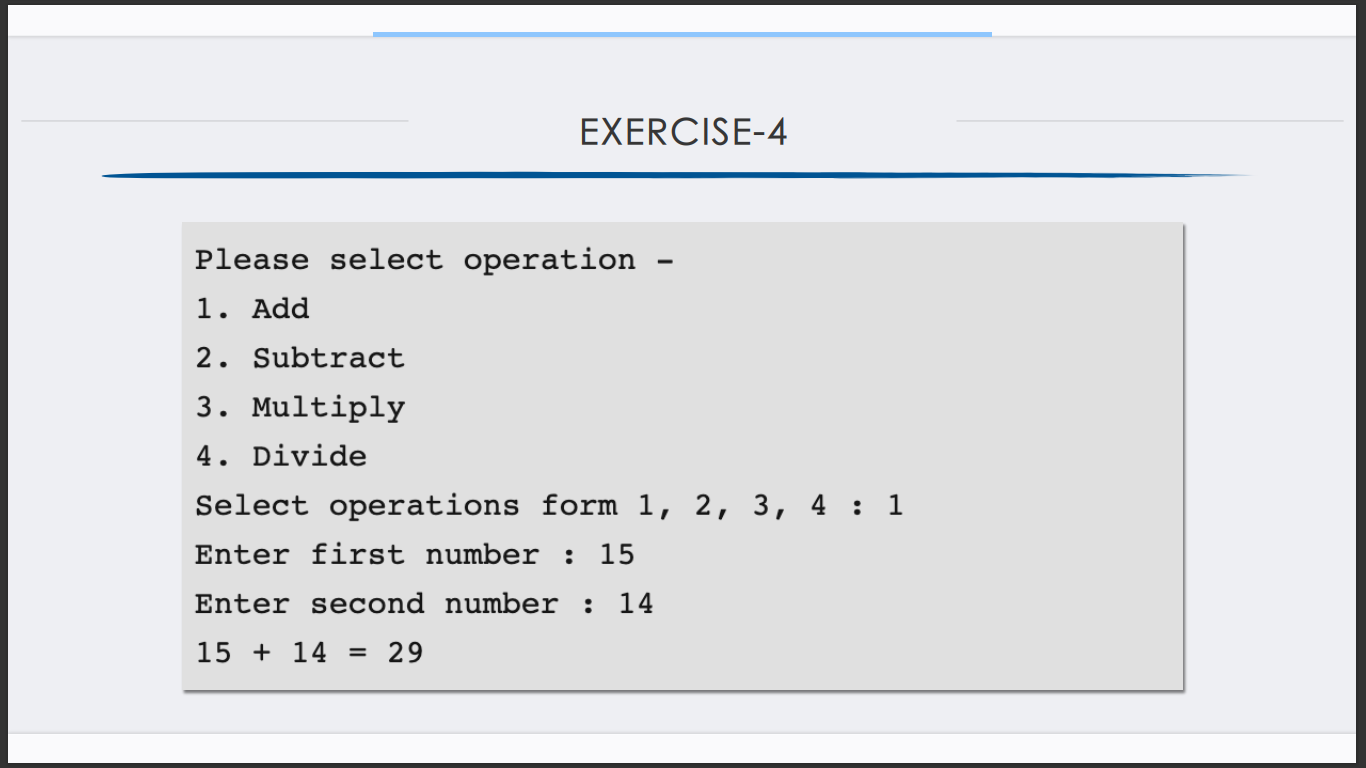 EXERCISE-4
Please select operation -
1. Add
2. Subtract
3. Multiply
4. Divide
Select operations form 1, 2, 3, 4 : 1
Enter first number : 15
Enter second number : 14
15 + 14 = 29